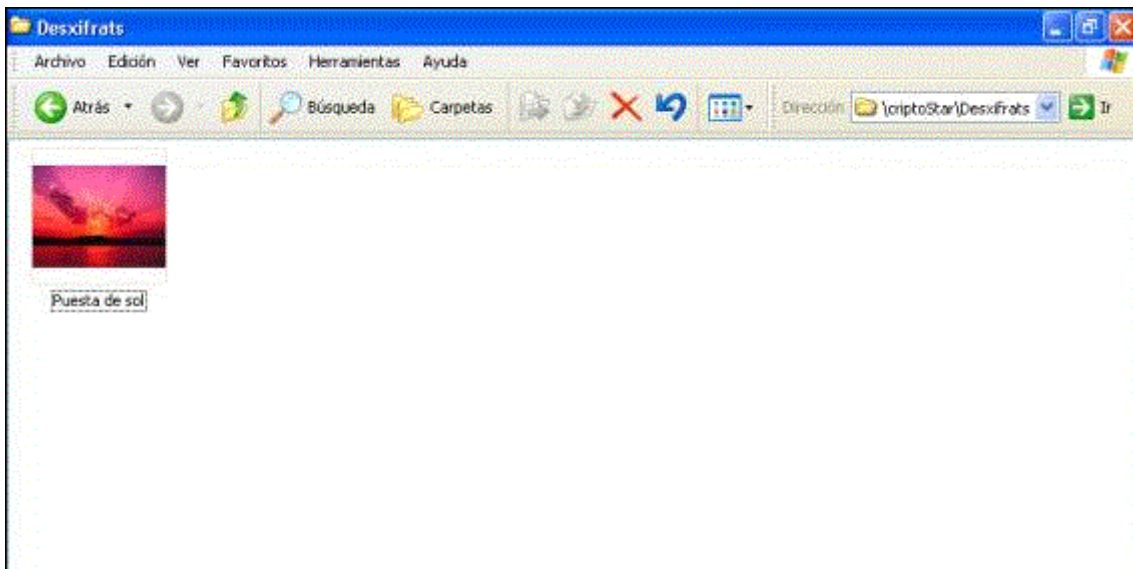 Desxifrats
Archivo Edición Ver Favoritos Herramientas Ayuda
Atrás Búsqueda Carpetas Dirección \criptoStar\Desxifrats Ir
Puesta de sol